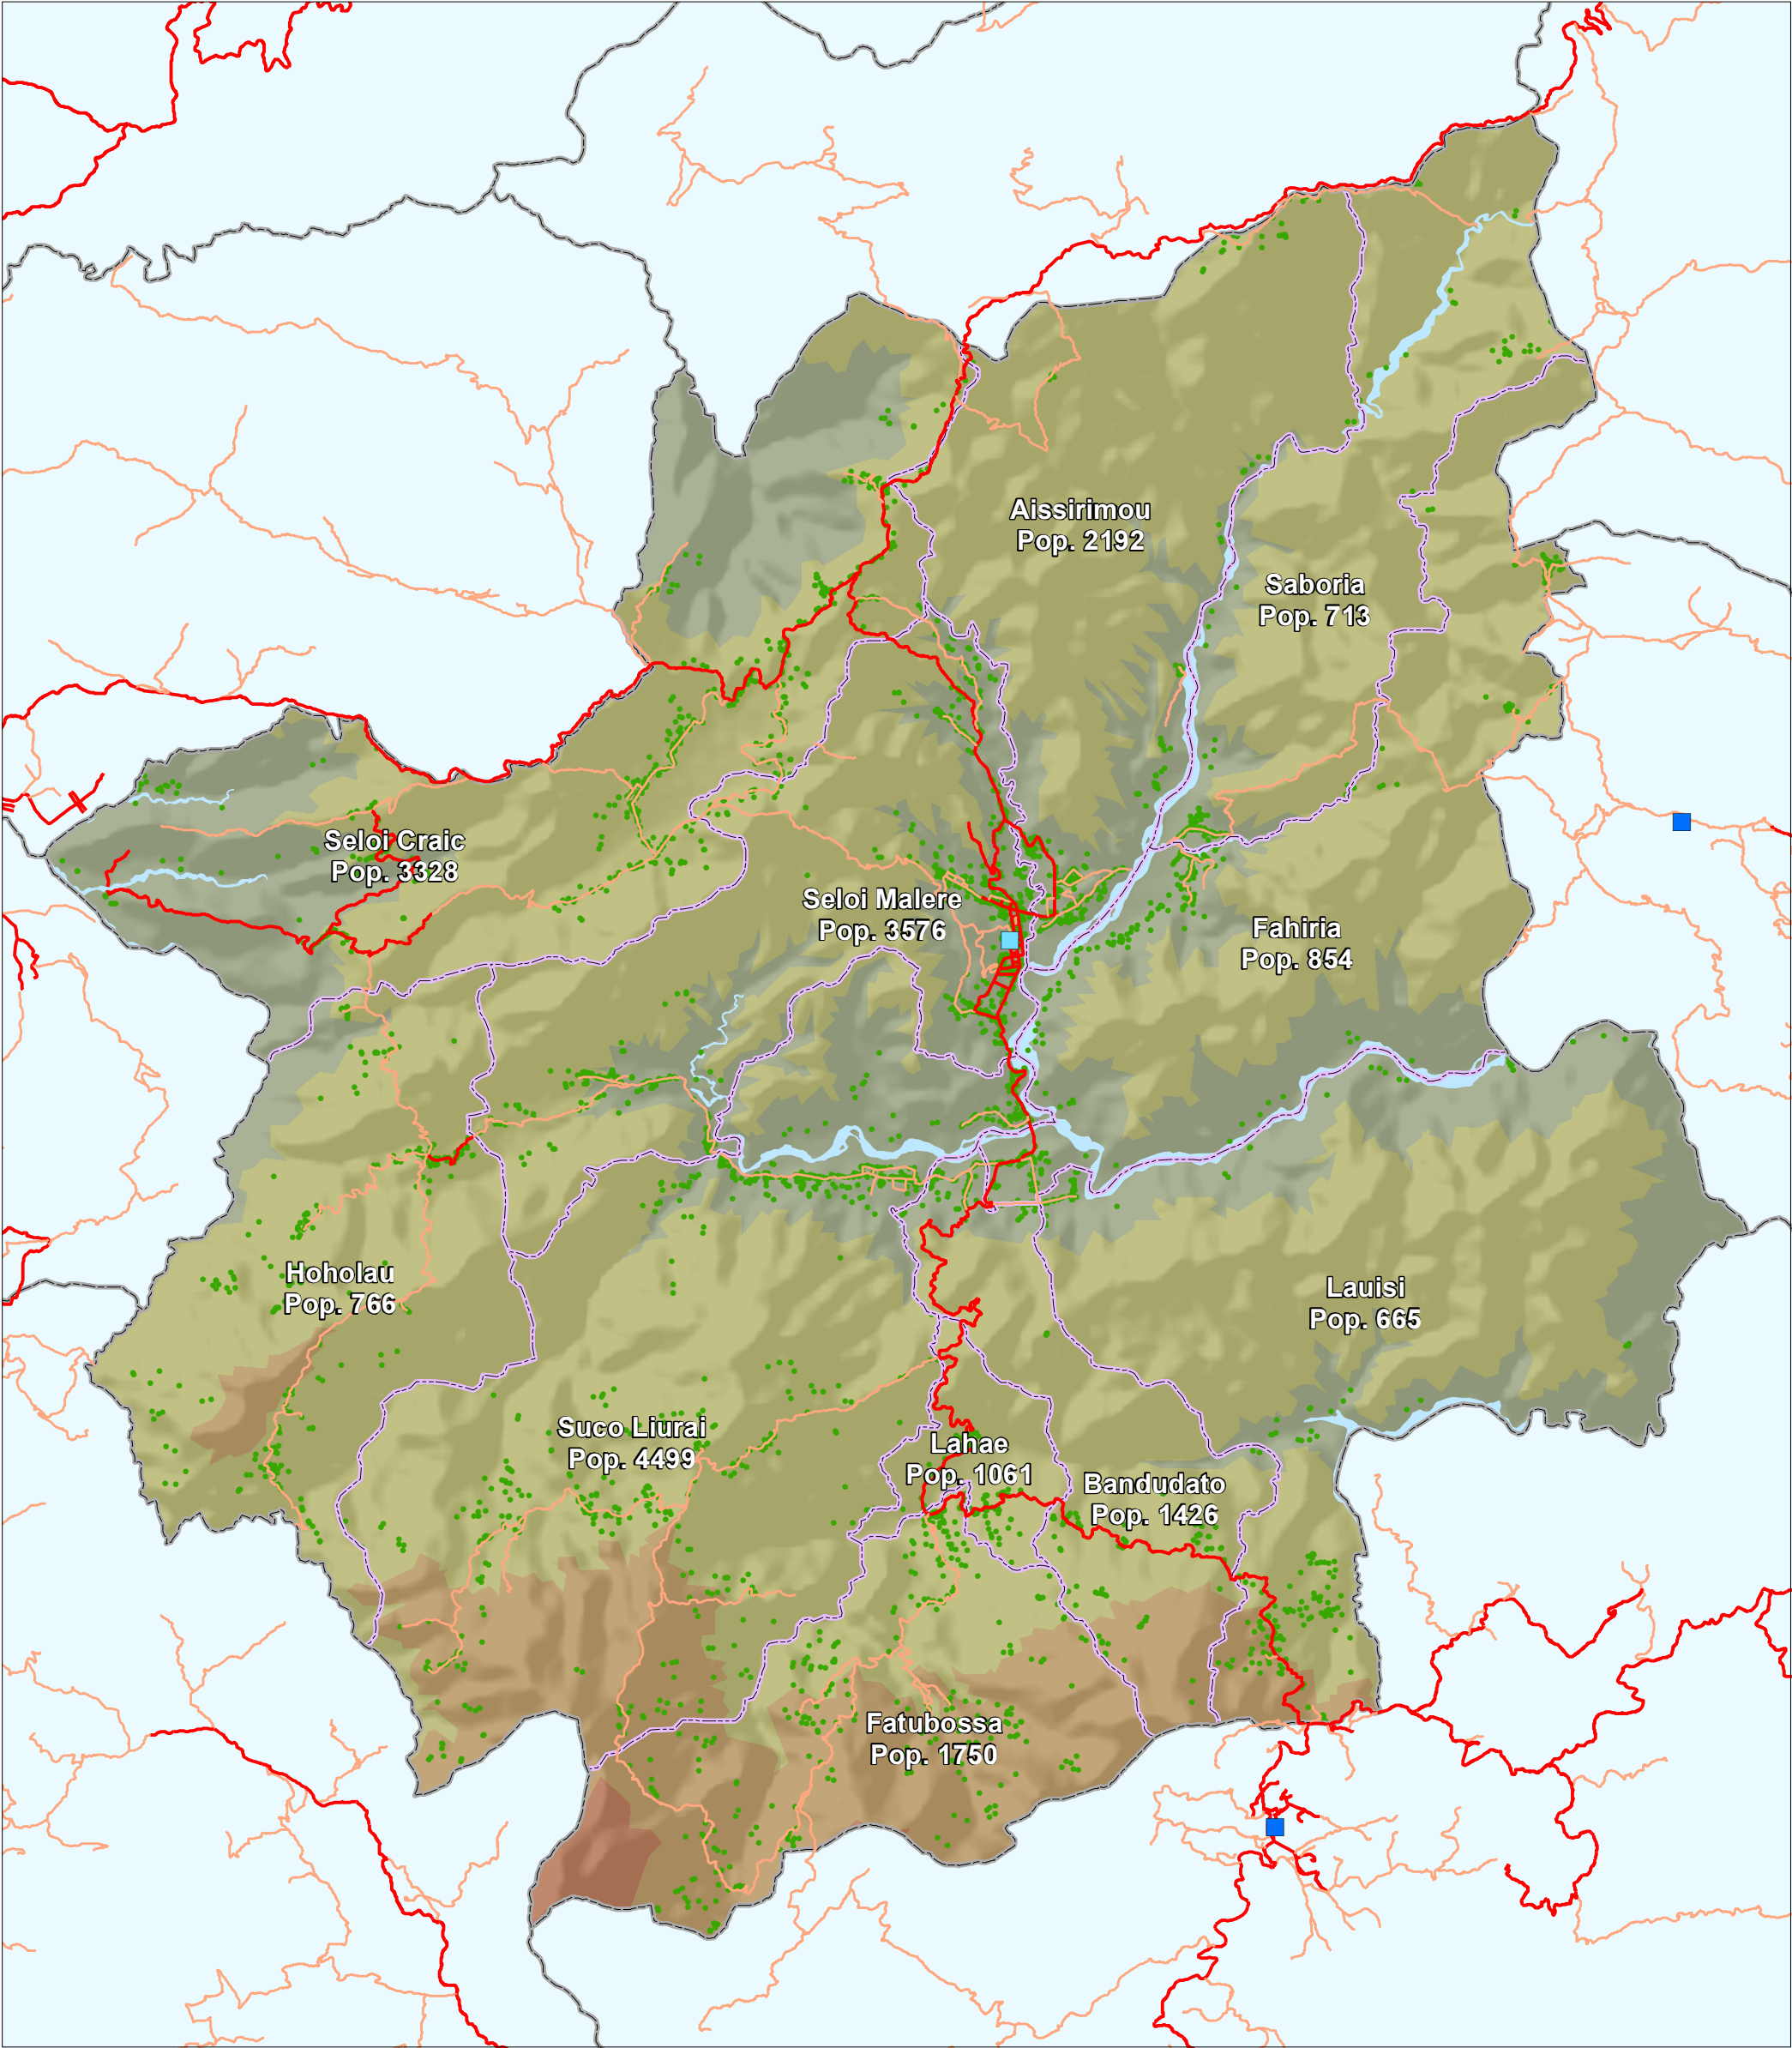 Aissirimou
Pop. 2192
Saboria
Pop. 713
Seloi Craic
Pop. 3328
Seloi Malere
Pop. 3576
Fahiria
Pop. 854
Hoholau
Pop. 766
Lauisi
Pop. 665
Suco Liurai
Pop. 4499
Lahae
Pop. 1061
Bandudato
Pop. 1426
Fatubossa
Pop. 1750